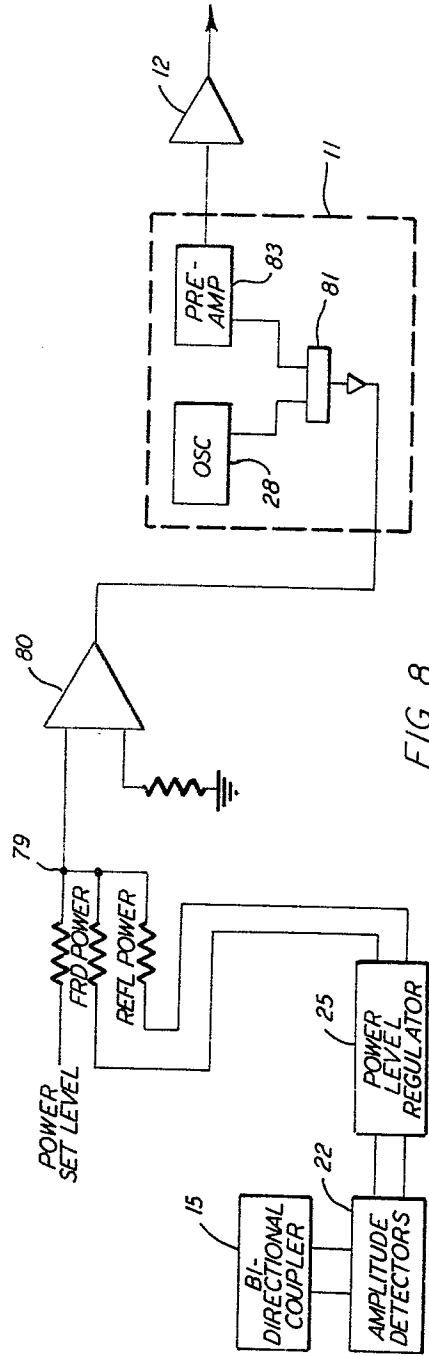 POWER
SET LEVEL
FRD POWER
REFL POWER
79
80
BI-
DIRECTIONAL
COUPLER
15
AMPLITUDE
DETECTORS
22
POWER
LEVEL
REGULATOR
25
OSC
28
PRE-
AMP
83
81
11
12
FIG. 8